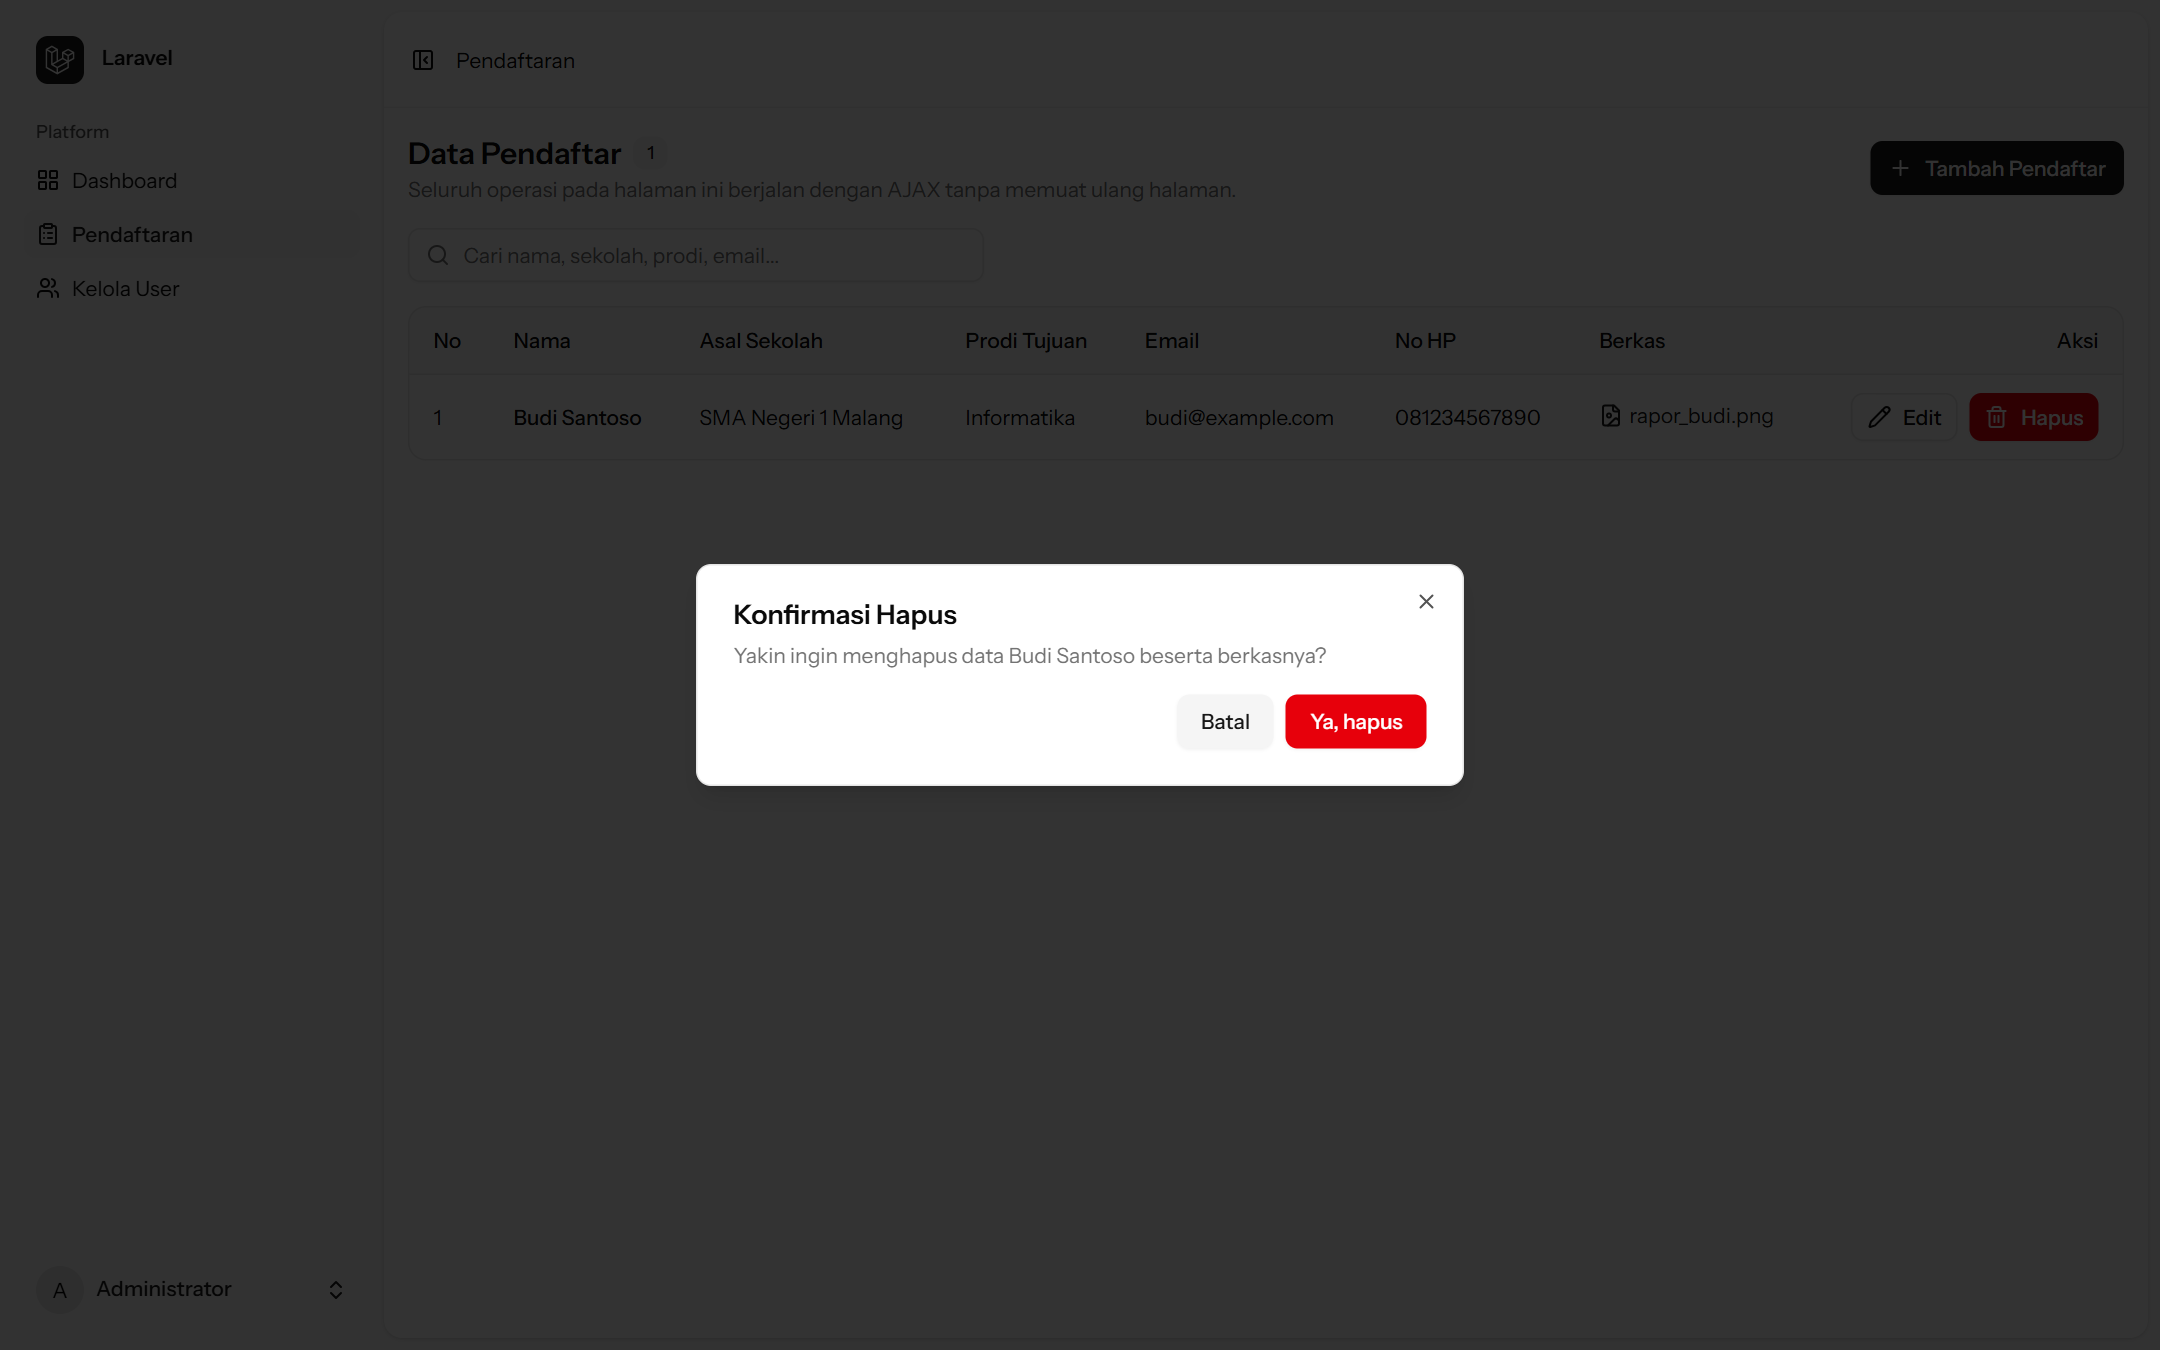 Laravel
Pendaftaran
Platform
Dashboard
Pendaftaran
Kelola User
Data Pendaftar 1
Seluruh operasi pada halaman ini berjalan dengan AJAX tanpa memuat ulang halaman.
Tambah Pendaftar
Cari nama, sekolah, prodi, email...
No Nama Asal Sekolah Prodi Tujuan Email No HP Berkas Aksi
1 Budi Santoso SMA Negeri 1 Malang Informatika budi@example.com 081234567890 rapor_budi.png Edit Hapus
Konfirmasi Hapus
Yakin ingin menghapus data Budi Santoso beserta berkasnya?
Batal Ya, hapus
A Administrator